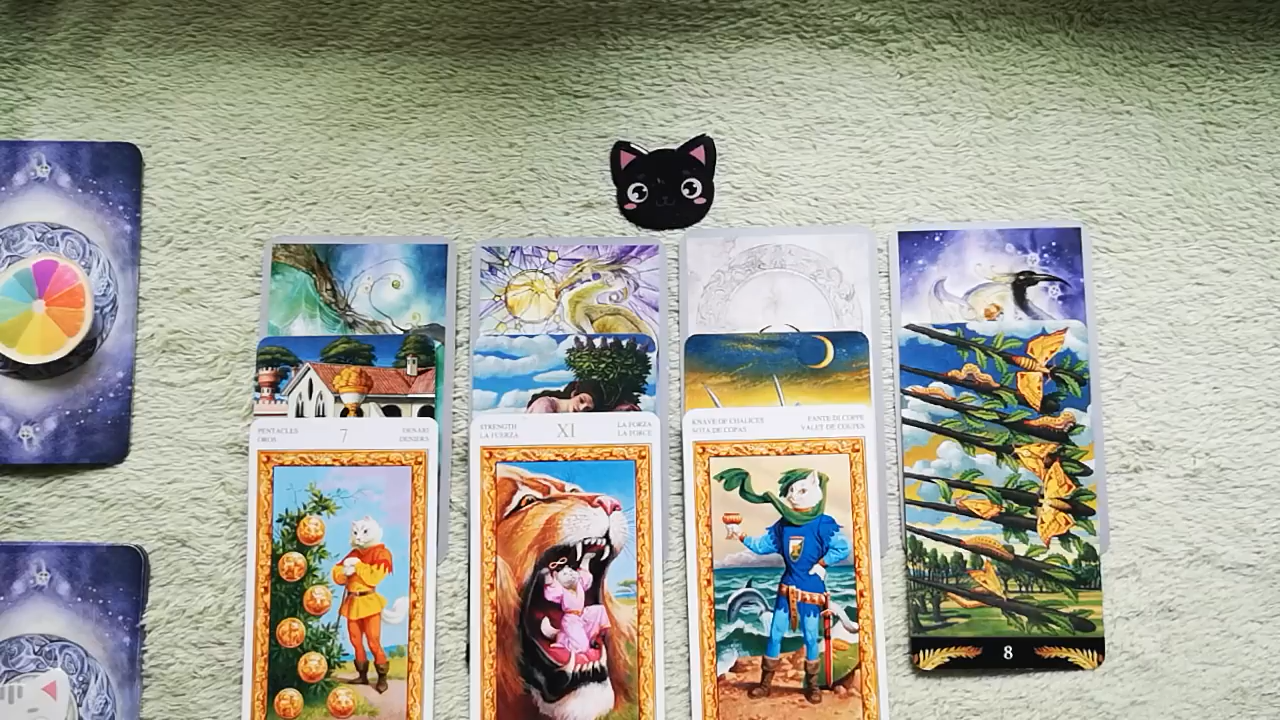 PENTACLES
OROS
7
DENARI
DENIERS
STRENGTH
LA FUERZA
XI
LA FORZA
LA FORCE
KNAVE OF CHALICES
SOTA DE COPAS
FANTE DI COPPE
VALET DE COUPES
8